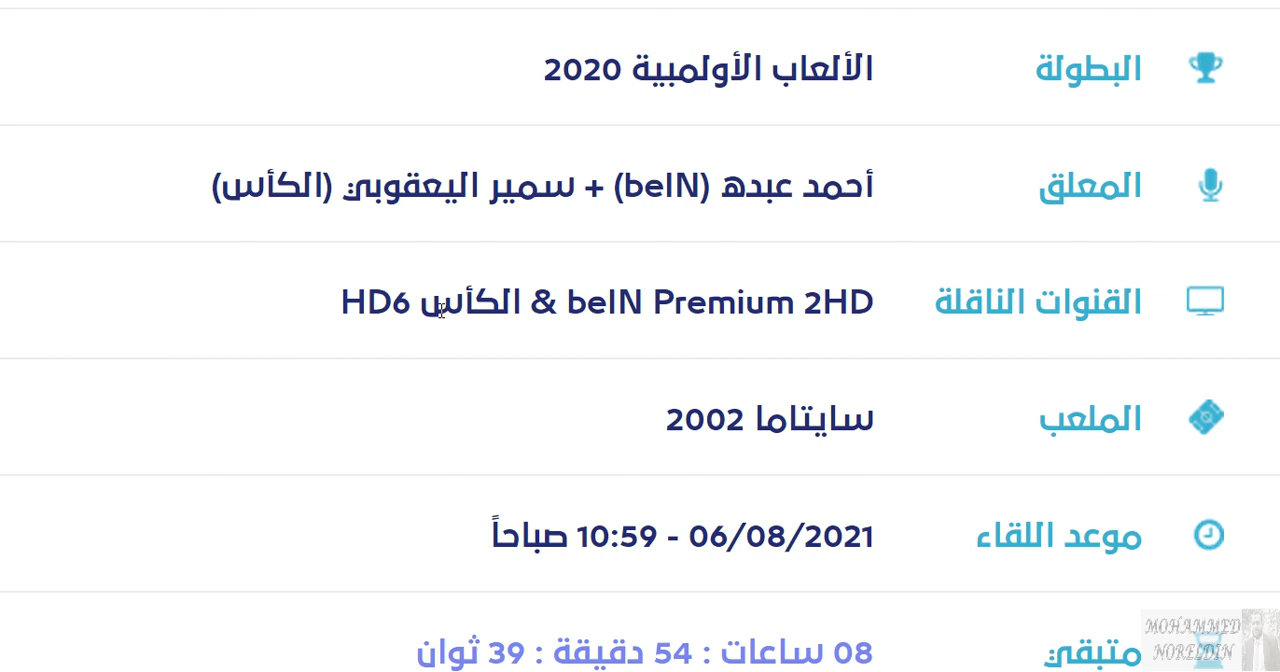 البطولة الألعاب الأولمبية 2020
المعلق أحمد عبده (beIN) + سمير اليعقوبي (الكأس)
القنوات الناقلة beIN Premium 2HD & الكأس HD6
الملعب سايتاما 2002
موعد اللقاء 06/08/2021 - 10:59 صباحاً
متبقي 08 ساعات : 54 دقيقة : 39 ثوان
MOHAMMED
NORELDIN